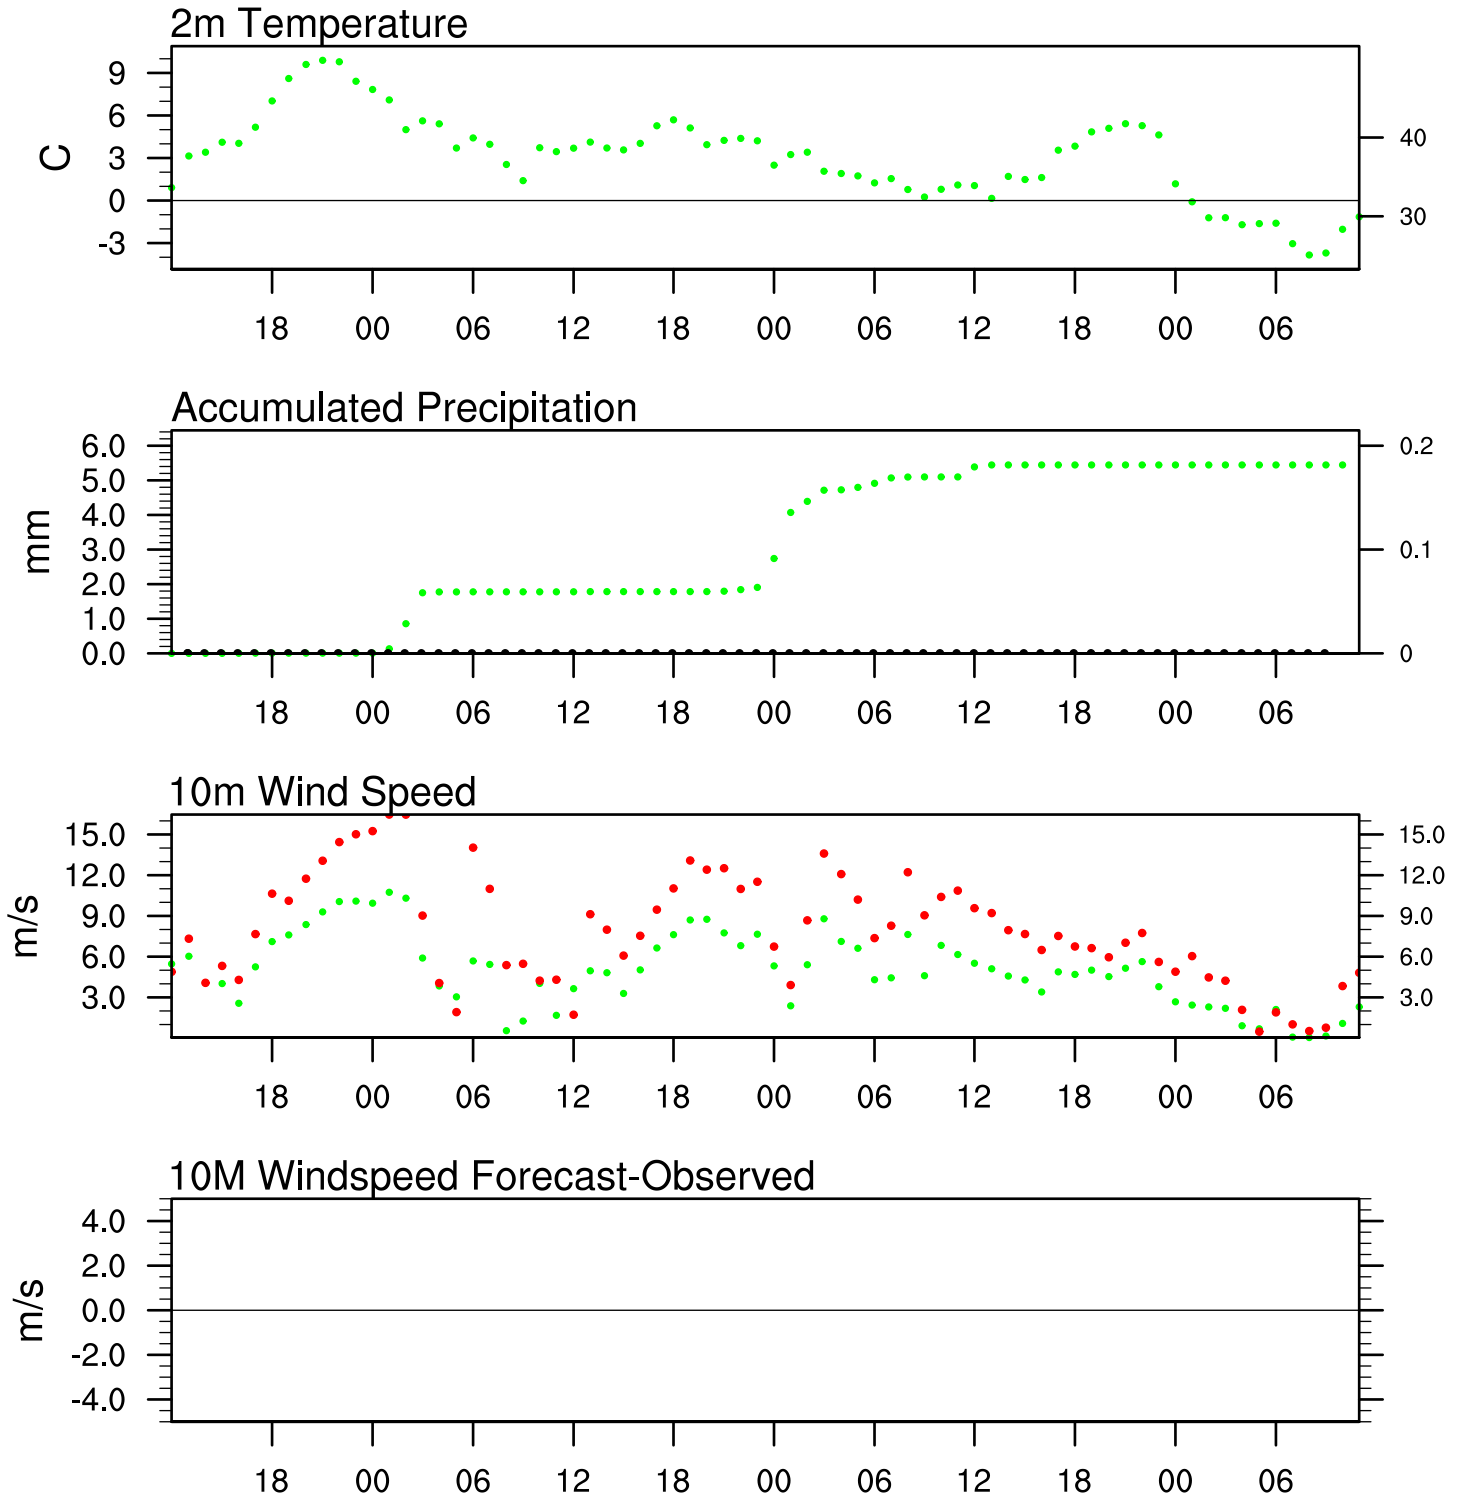 2m Temperature
9
6
3
0
-3
C
40
30
18 00 06 12 18 00 06 12 18 00 06
Accumulated Precipitation
6.0
5.0
4.0
3.0
2.0
1.0
0.0
mm
0.2
0.1
0
18 00 06 12 18 00 06 12 18 00 06
10m Wind Speed
15.0
12.0
9.0
6.0
3.0
m/s
15.0
12.0
9.0
6.0
3.0
18 00 06 12 18 00 06 12 18 00 06
10M Windspeed Forecast-Observed
4.0
2.0
0.0
-2.0
-4.0
m/s
18 00 06 12 18 00 06 12 18 00 06